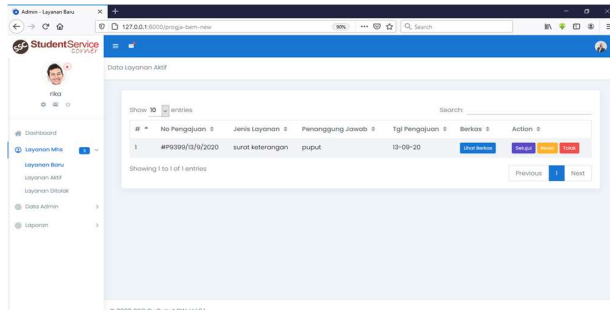 Admin - Layanan Baru
127.0.0.1:8000/progja-bem-new
90%
Search
SSC StudentService
corner
rika
Dashboard
Layanan Mhs
Layanan Baru
Layanan Aktif
Layanan Ditolak
Data Admin
Laporan
Data Layanan Aktif
Show 10 entries
Search:
# No Pengajuan Jenis Layanan Penanggung Jawab Tgl Pengajuan Berkas Action
1 #P9399/13/9/2020 surat keterangan puput 13-09-20 Lihat Berkas Setujui Tolak
Showing 1 to 1 of 1 entries
Previous 1 Next